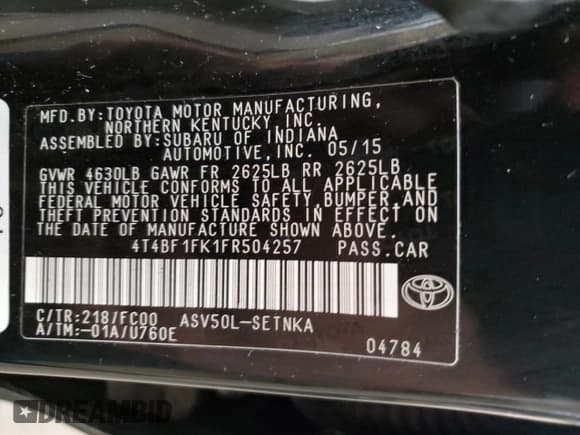 MFD.BY:TOYOTA MOTOR MANUFACTURING,
NORTHERN KENTUCKY,INC.
ASSEMBLED BY:SUBARU OF INDIANA
AUTOMOTIVE,INC. 05/15
GVWR 4630LB GAWR FR 2625LB RR 2625LB
THIS VEHICLE CONFORMS TO ALL APPLICABLE
FEDERAL MOTOR VEHICLE SAFETY,BUMPER,AND
THEFT PREVENTION STANDARDS IN EFFECT ON
THE DATE OF MANUFACTURE SHOWN ABOVE.
4T4BF1FK1FR504257 PASS.CAR
C/TR:218/FC00 ASV50L-SETNKA
A/TM:-01A/U760E
04784
TOYOTA
DREAMBID